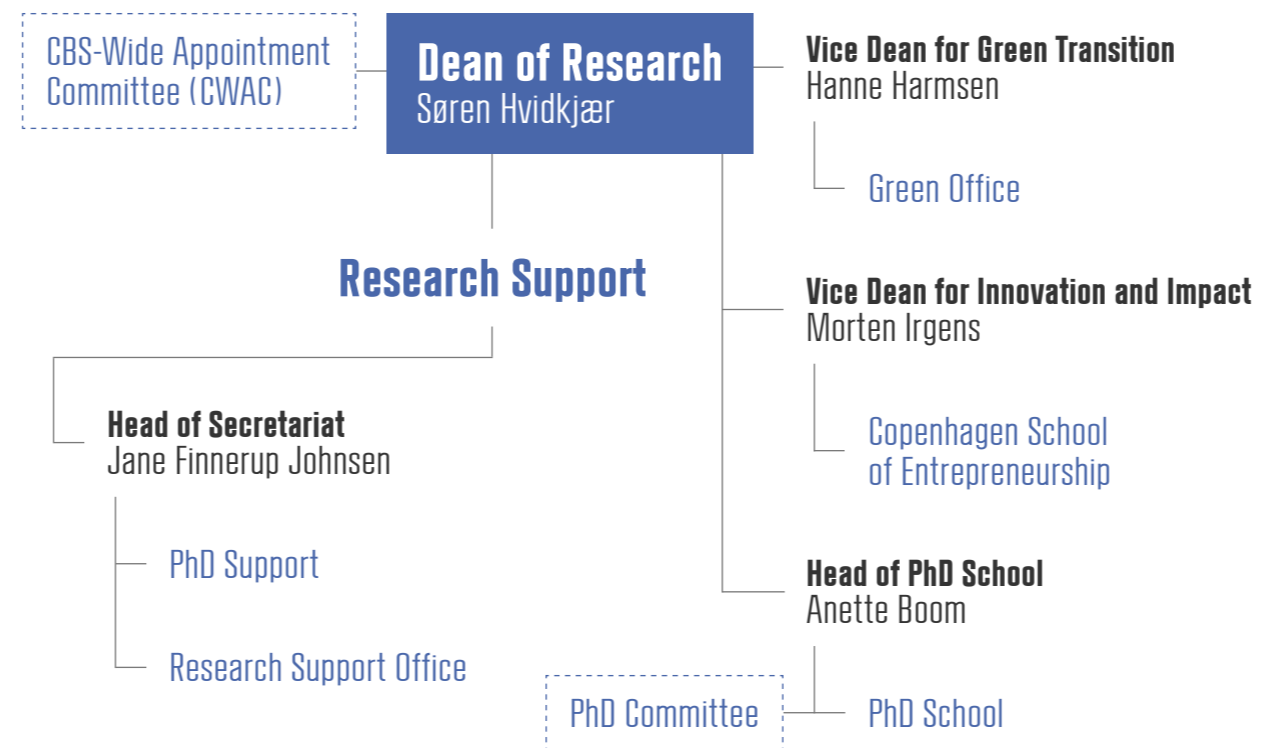 CBS-Wide Appointment
Committee (CWAC)
Dean of Research
Søren Hvidkjær
Vice Dean for Green Transition
Hanne Harmsen
Green Office
Research Support
Vice Dean for Innovation and Impact
Morten Irgens
Copenhagen School
of Entrepreneurship
Head of Secretariat
Jane Finnerup Johnsen
PhD Support
Research Support Office
Head of PhD School
Anette Boom
PhD Committee
PhD School